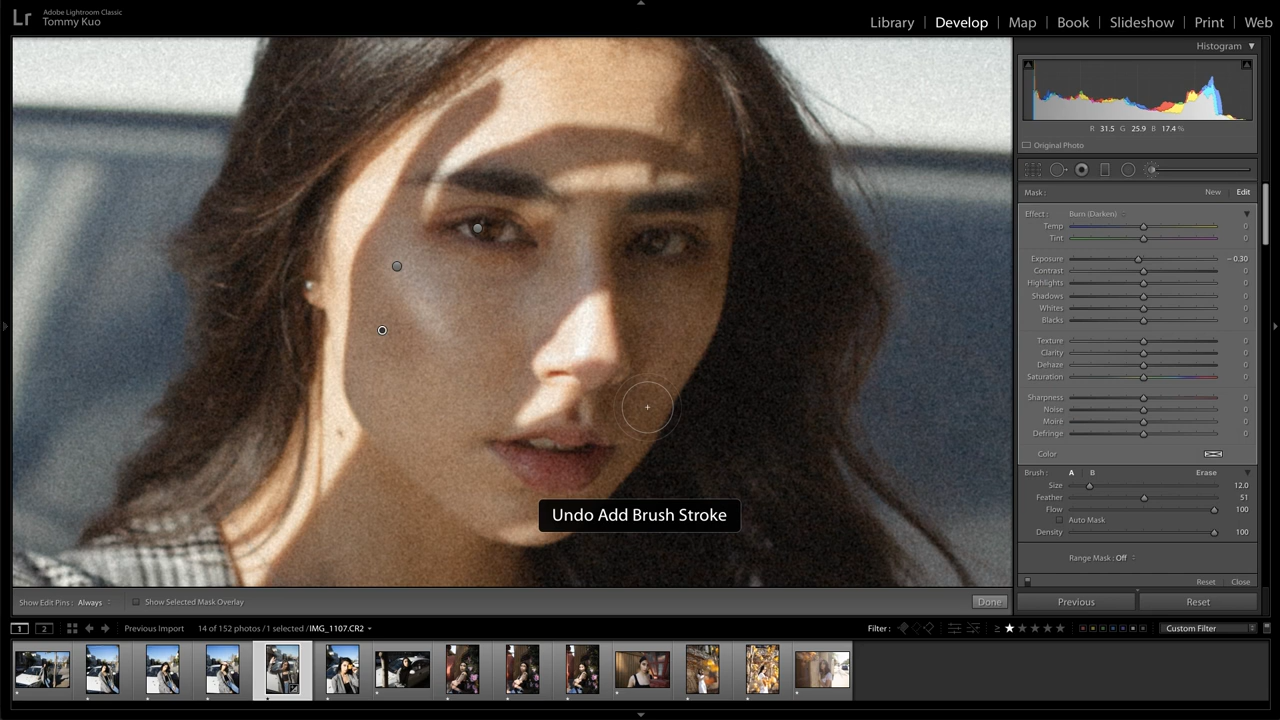 Lr Adobe Lightroom Classic
Tommy Kuo
Library | Develop | Map | Book | Slideshow | Print | Web
Histogram
R 31.5 G 25.9 B 17.4 %
Original Photo
Mask : New Edit
Effect : Burn (Darken)
Temp 0
Tint 0
Exposure – 0.30
Contrast 0
Highlights 0
Shadows 0
Whites 0
Blacks 0
Texture 0
Clarity 0
Dehaze 0
Saturation 0
Sharpness 0
Noise 0
Moiré 0
Defringe 0
Color
Brush : A B Erase
Size 12.0
Feather 51
Flow 100
Auto Mask
Density 100
Range Mask : Off
Reset Close
Undo Add Brush Stroke
Show Edit Pins : Always Show Selected Mask Overlay Done
Previous Reset
1 2 Previous Import 14 of 152 photos / 1 selected / IMG_1107.CR2 Filter : ≥ Custom Filter